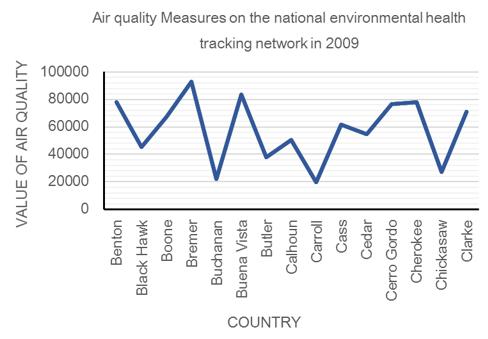 Air quality Measures on the national environmental health
tracking network in 2009
VALUE OF AIR QUALITY
100000
80000
60000
40000
20000
0
Benton
Black Hawk
Boone
Bremer
Buchanan
Buena Vista
Butler
Calhoun
Carroll
Cass
Cedar
Cerro Gordo
Cherokee
Chickasaw
Clarke
COUNTRY